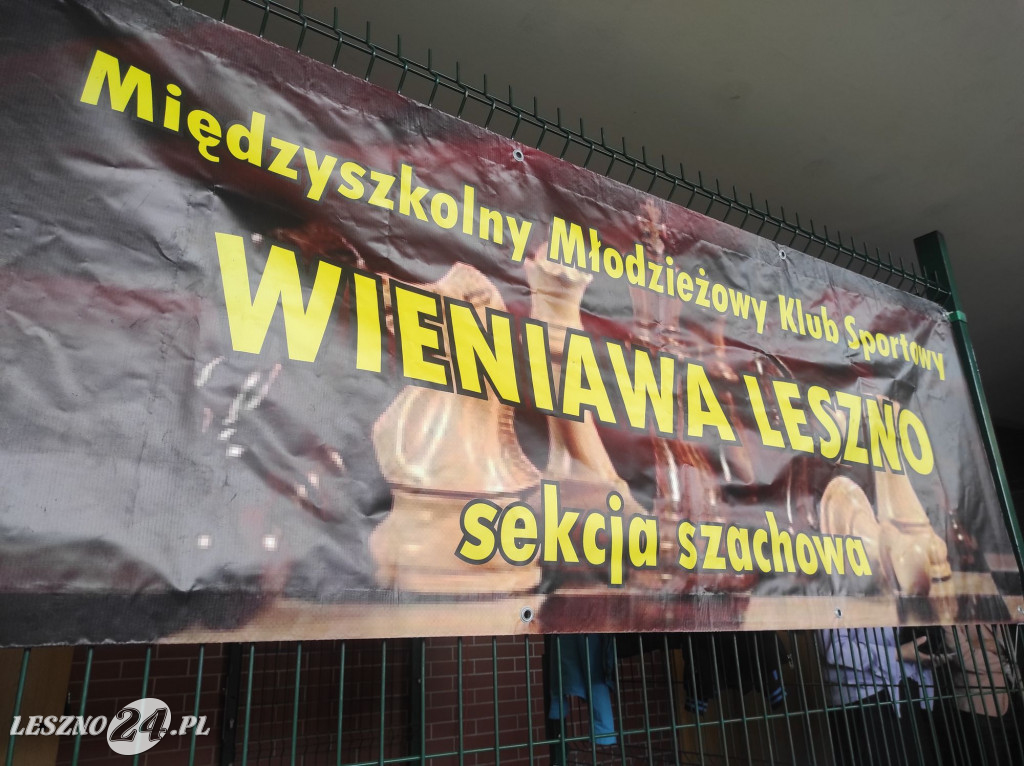 Międzyszkolny Młodzieżowy Klub Sportowy
WIENIAWA LESZNO
sekcja szachowa
LESZNO24.PL